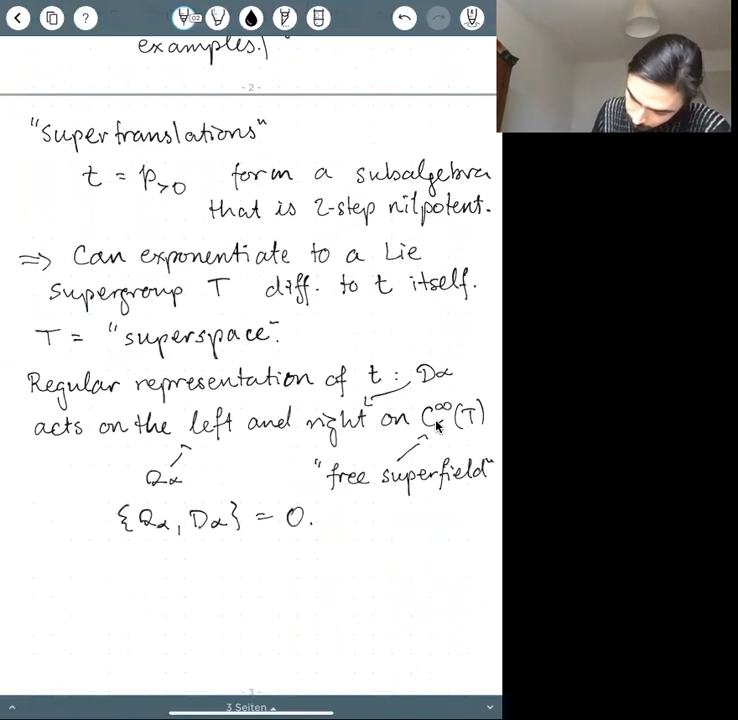 examples.)
- 2 -
"Supertranslations"
t = p>0 form a subalgebra
that is 2-step nilpotent.
⇒ Can exponentiate to a Lie
supergroup T diff. to t itself.
T = "superspace".
Regular representation of t : Dα
acts on the left and right on C∞(T)
Qα "free superfield"
{Qα, Dα} = 0.
- 3 -
3 Seiten